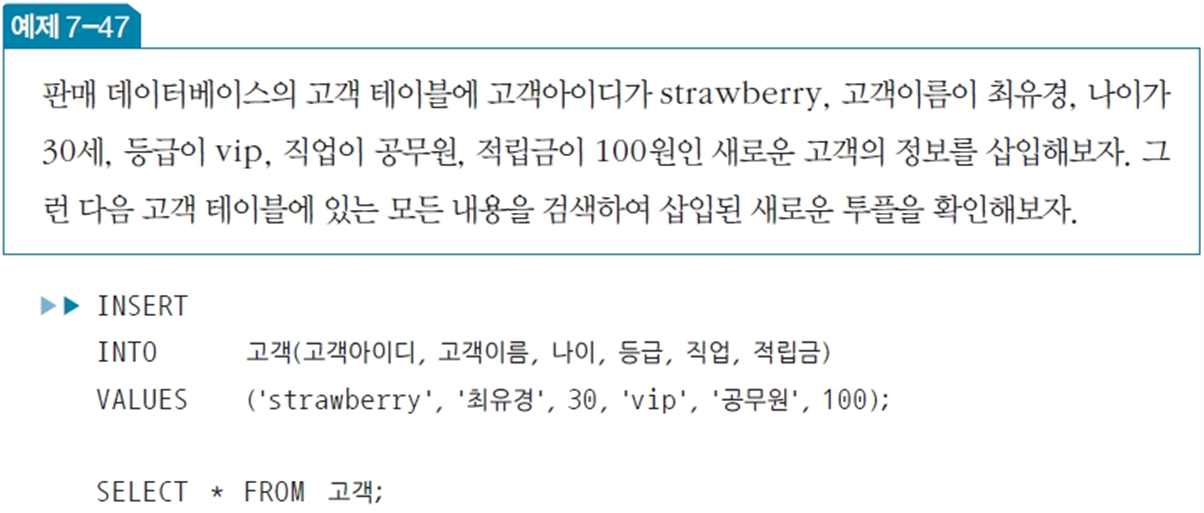 예제 7-47
판매 데이터베이스의 고객 테이블에 고객아이디가 strawberry, 고객이름이 최유경, 나이가
30세, 등급이 vip, 직업이 공무원, 적립금이 100원인 새로운 고객의 정보를 삽입해보자. 그
런 다음 고객 테이블에 있는 모든 내용을 검색하여 삽입된 새로운 투플을 확인해보자.
▶▶ INSERT
INTO 고객(고객아이디, 고객이름, 나이, 등급, 직업, 적립금)
VALUES ('strawberry', '최유경', 30, 'vip', '공무원', 100);
SELECT * FROM 고객;